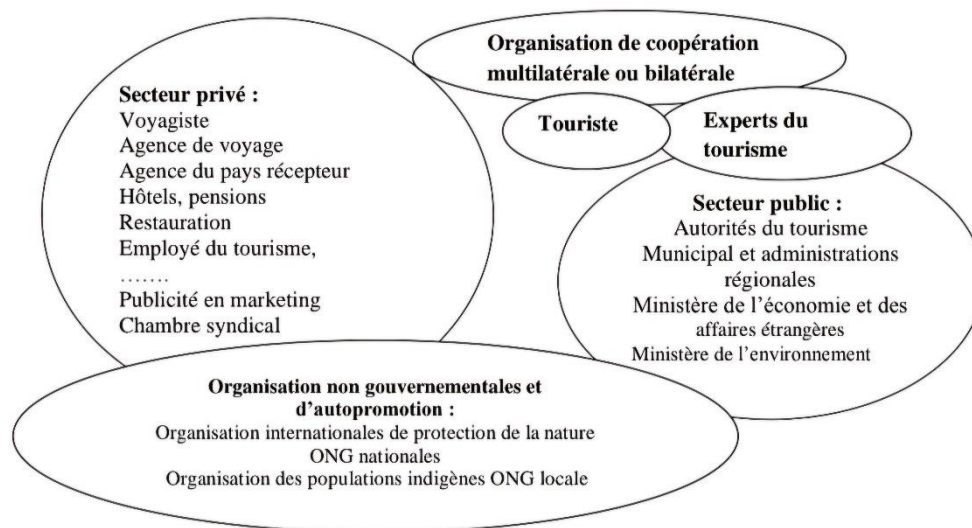 Organisation de coopération
multilatérale ou bilatérale
Secteur privé :
Voyagiste
Agence de voyage
Agence du pays récepteur
Hôtels, pensions
Restauration
Employé du tourisme,
…….
Publicité en marketing
Chambre syndical
Touriste
Experts du
tourisme
Secteur public :
Autorités du tourisme
Municipal et administrations
régionales
Ministère de l’économie et des
affaires étrangères
Ministère de l’environnement
Organisation non gouvernementales et
d’autopromotion :
Organisation internationales de protection de la nature
ONG nationales
Organisation des populations indigènes ONG locale